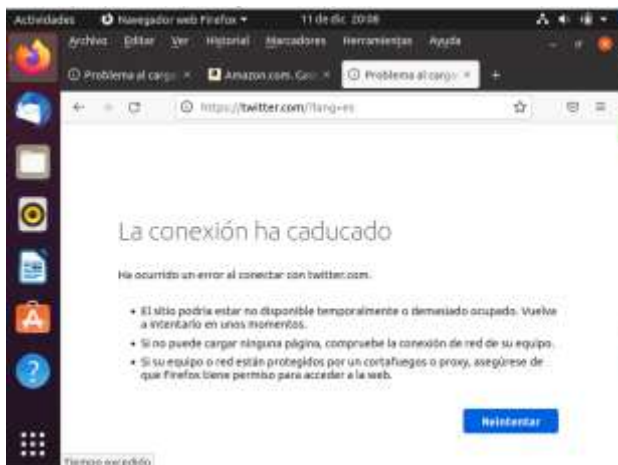 Actividades
Navegador web Firefox
11 de dic 20:08
Archivo Editar Ver Historial Marcadores Herramientas Ayuda
Problema al cargar
Amazon.com. Gas
Problema al cargar
https://twitter.com/?lang=es
La conexión ha caducado
Ha ocurrido un error al conectar con twitter.com.
• El sitio podría estar no disponible temporalmente o demasiado ocupado. Vuelva
a intentarlo en unos momentos.
• Si no puede cargar ninguna página, compruebe la conexión de red de su equipo.
• Si su equipo o red están protegidos por un cortafuegos o proxy, asegúrese de
que Firefox tiene permiso para acceder a la web.
Reintentar
Tiempo excedido